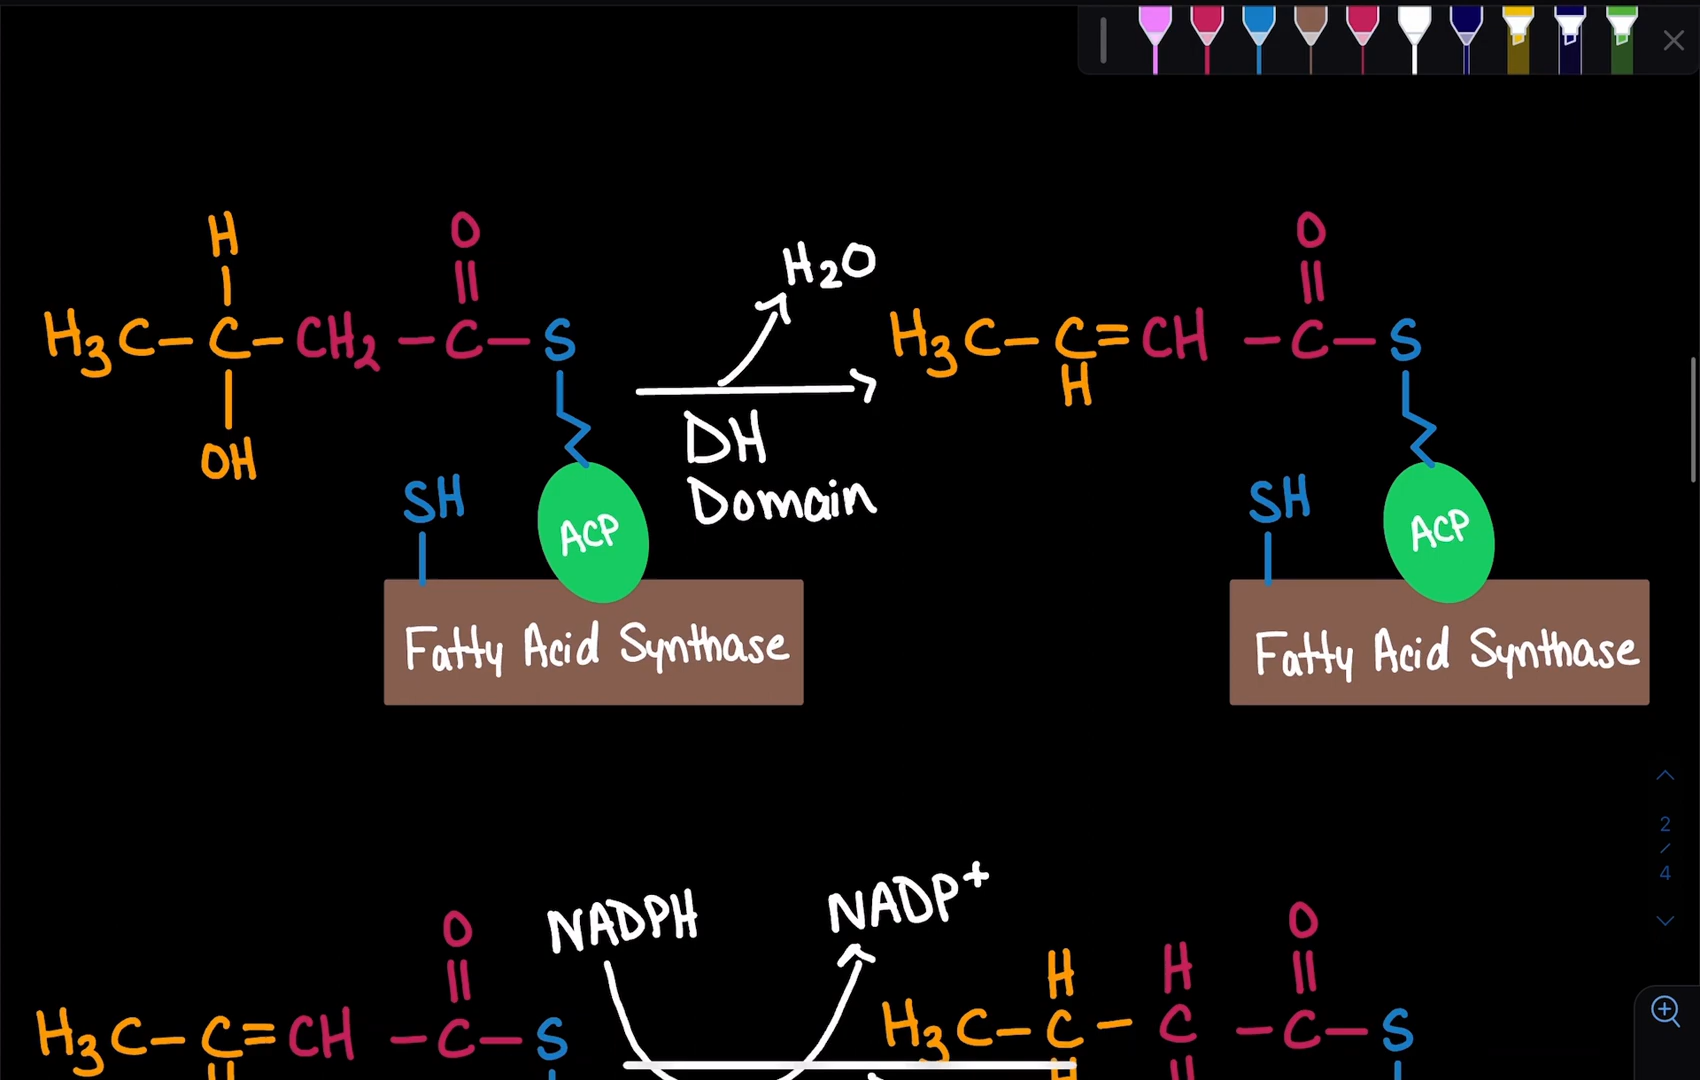 H
O
H₃C–C–CH₂–C–S
OH
H₂O
DH
Domain
SH
ACP
Fatty Acid Synthase
O
H₃C–C=CH–C–S
H
SH
ACP
Fatty Acid Synthase
2
/
4
NADPH
NADP⁺
O
H₃C–C=CH–C–S
H
H
O
H₃C–C–C–C–S